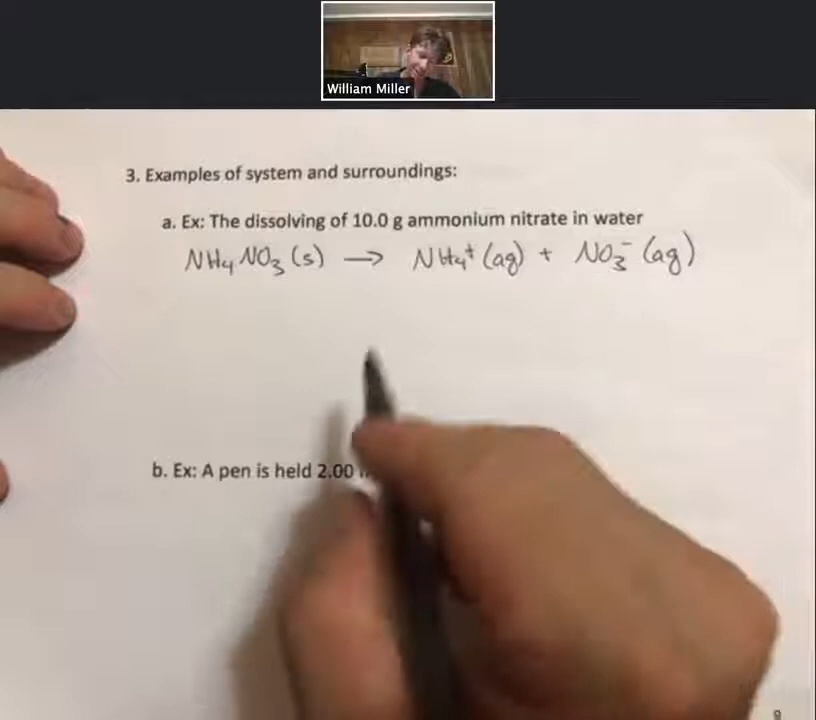 William Miller
3. Examples of system and surroundings:
a. Ex: The dissolving of 10.0 g ammonium nitrate in water
NH₄NO₃ (s) → NH₄⁺ (aq) + NO₃⁻ (aq)
b. Ex: A pen is held 2.00